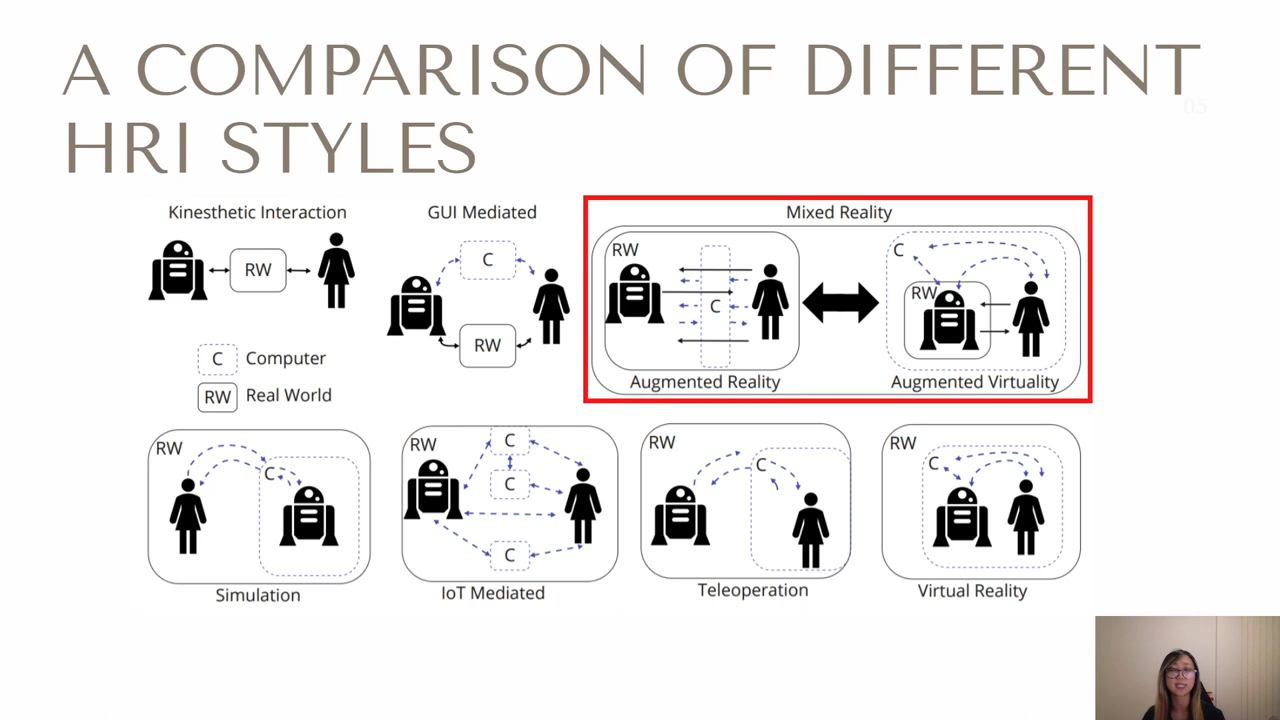 A COMPARISON OF DIFFERENT
HRI STYLES
05
Kinesthetic Interaction
RW
GUI Mediated
C
RW
Mixed Reality
RW
C
Augmented Reality
C
RW
Augmented Virtuality
C Computer
RW Real World
RW
C
Simulation
RW
C
C
C
IoT Mediated
RW
C
Teleoperation
RW
C
Virtual Reality